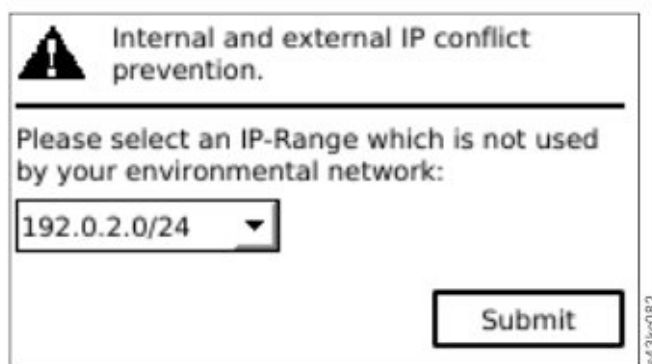 Internal and external IP conflict
prevention.
Please select an IP-Range which is not used
by your environmental network:
192.0.2.0/24
Submit